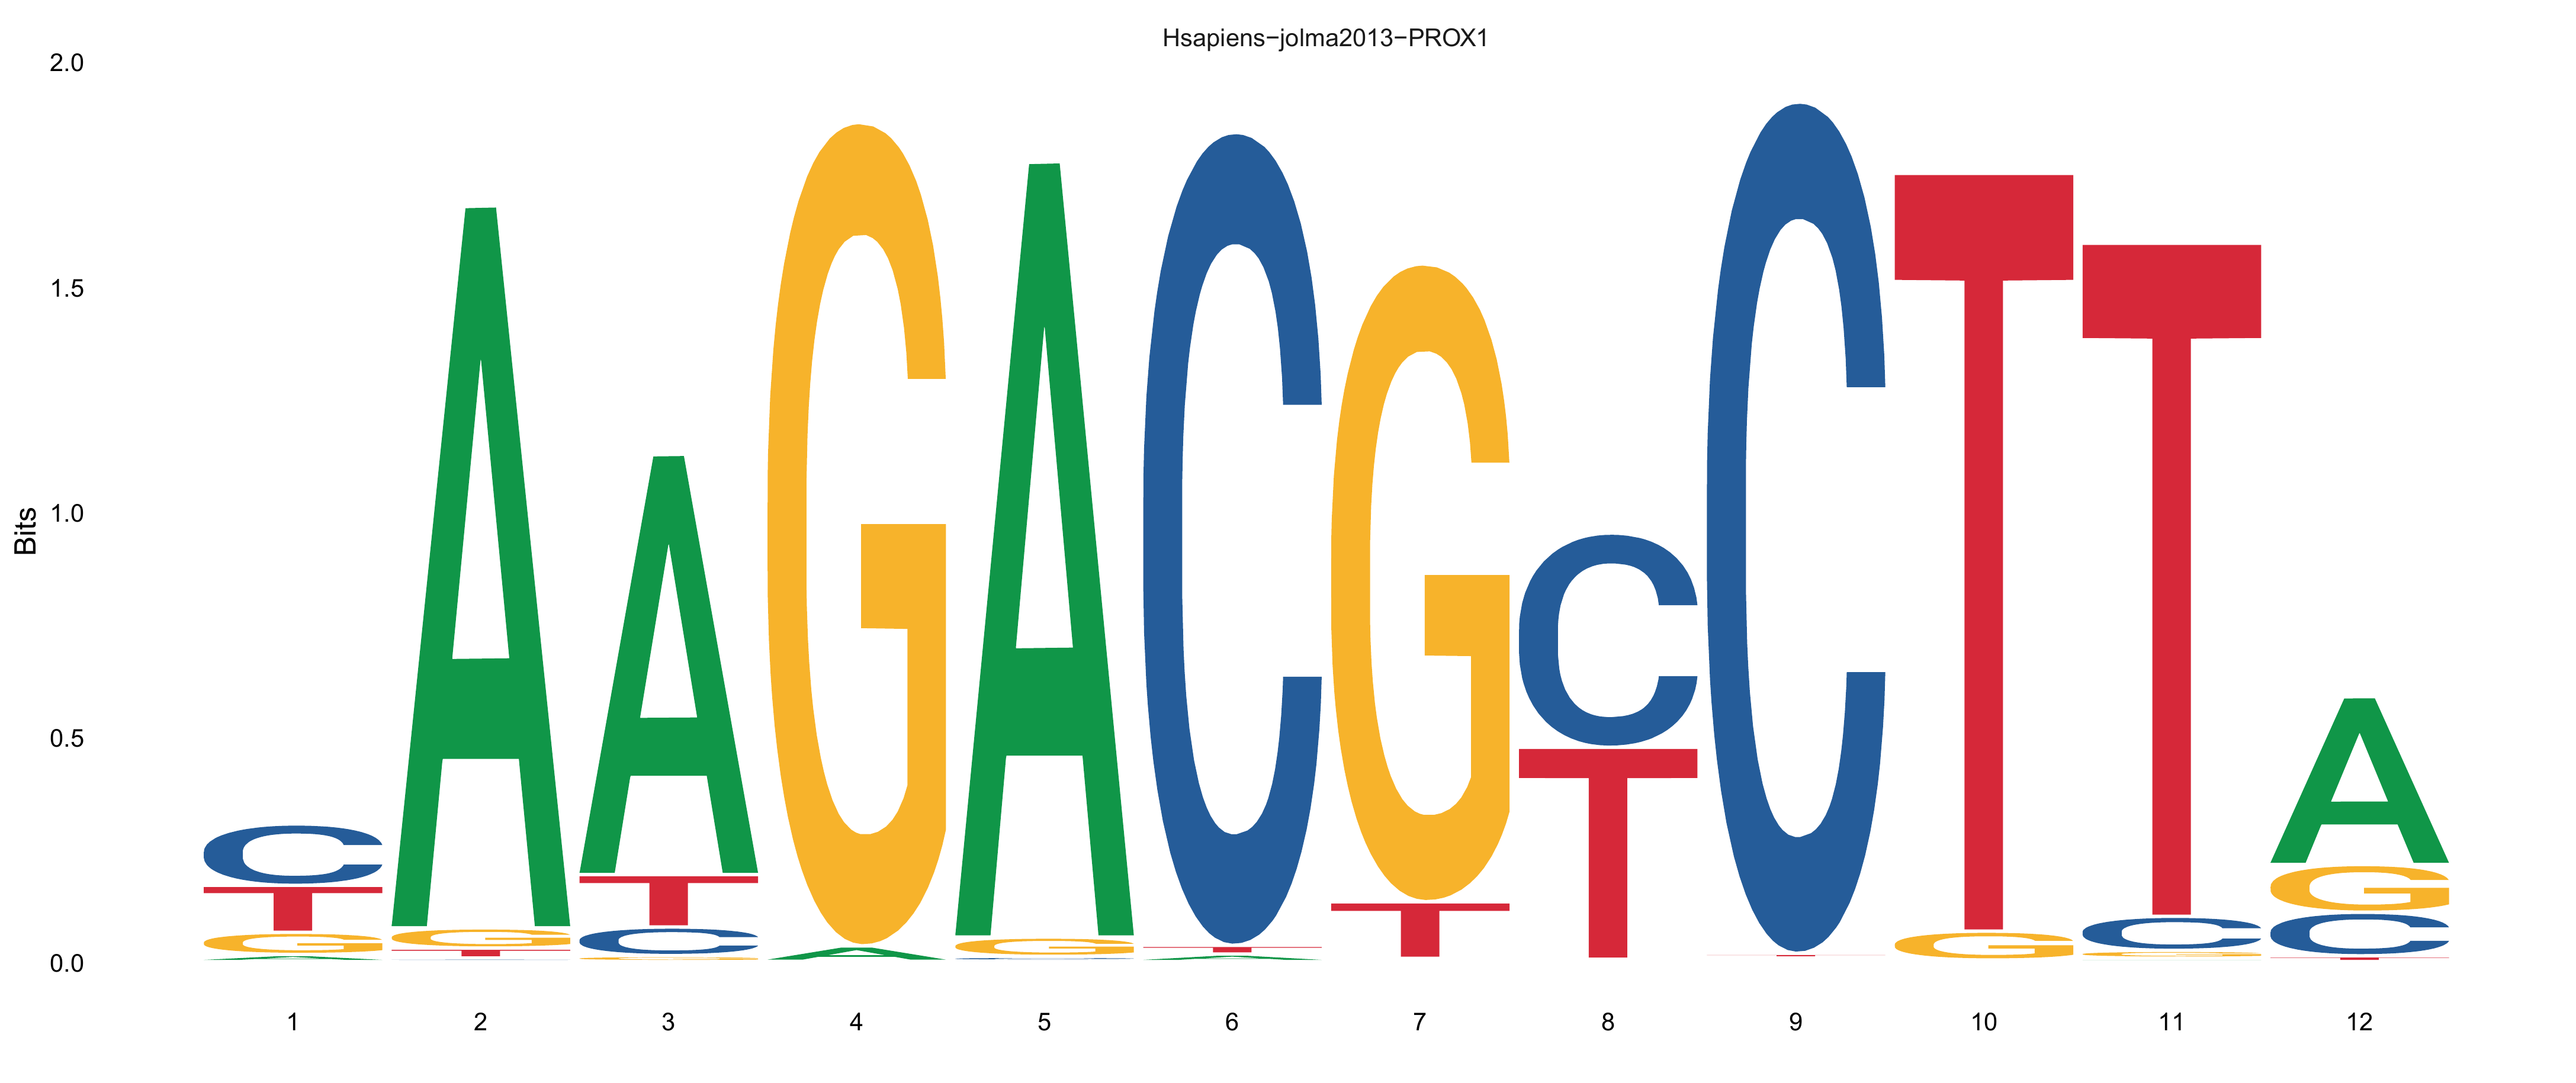 Hsapiens−jolma2013−PROX1
2.0
1.5
1.0
0.5
0.0
Bits
C A A G A C G C C T T A
T G T A G T T T T G C G
G T C C A G C
A G T
1 2 3 4 5 6 7 8 9 10 11 12